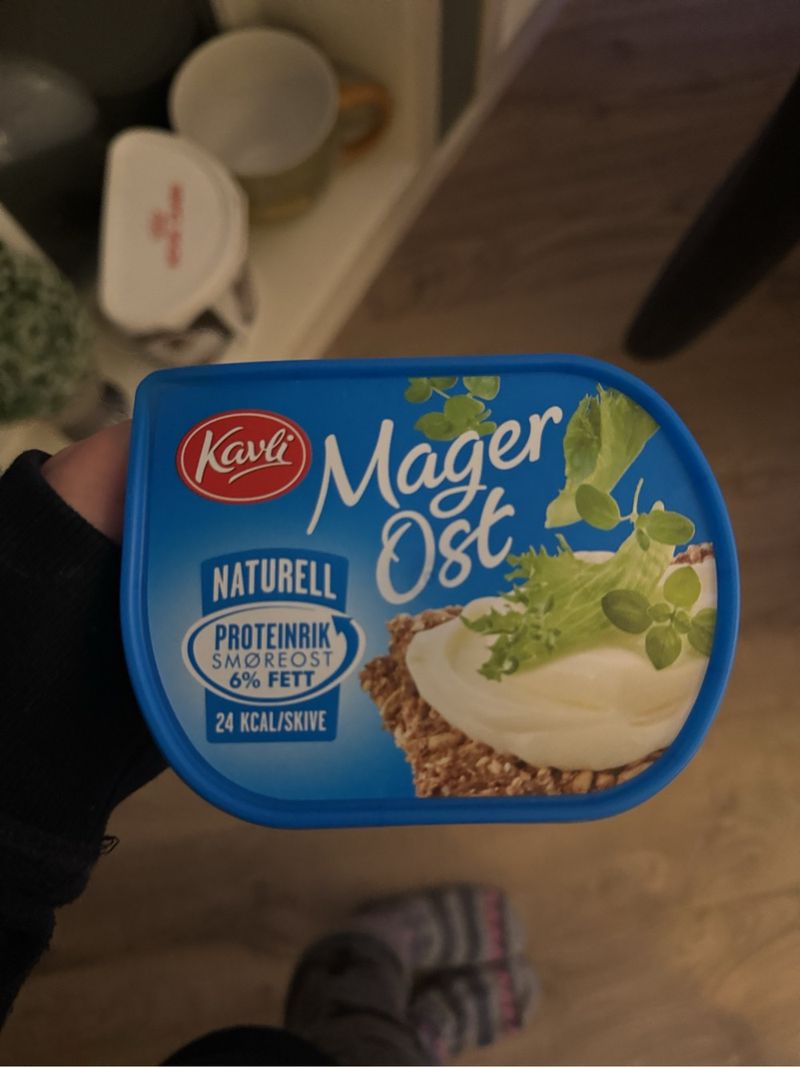 Kavli
Mager
Ost
NATURELL
PROTEINRIK
SMØREOST
6% FETT
24 KCAL/SKIVE